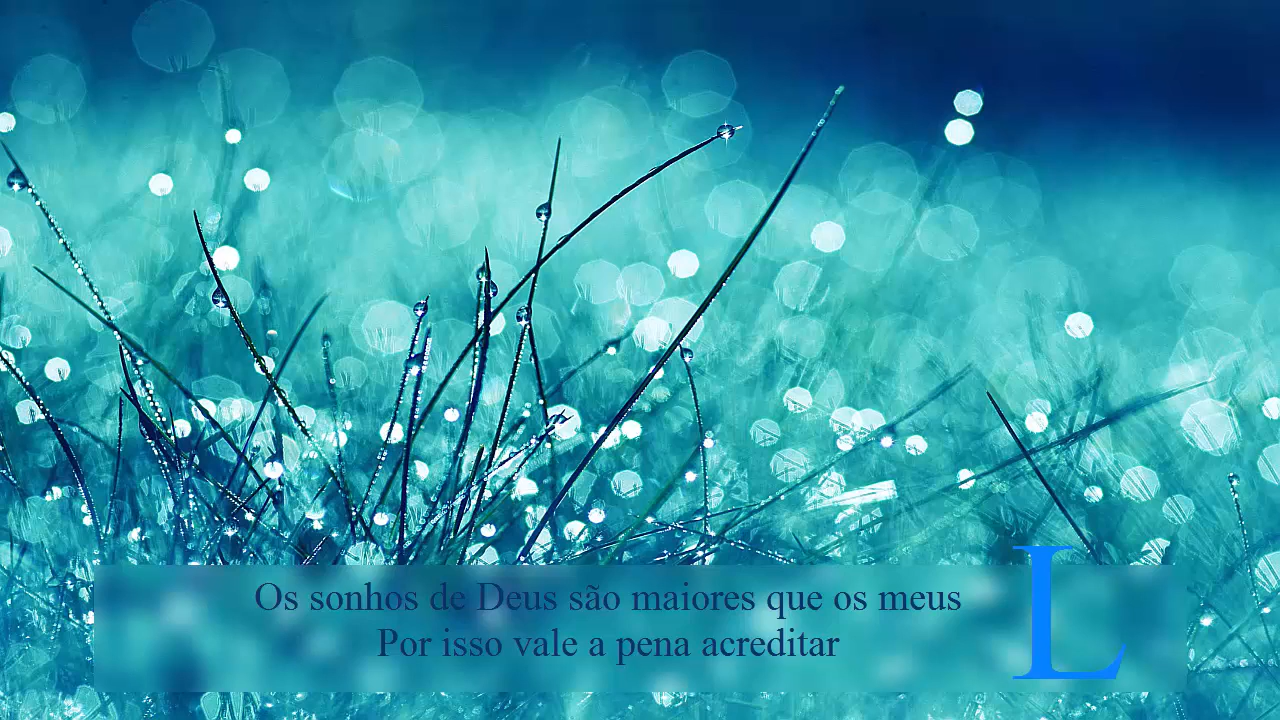 Os sonhos de Deus são maiores que os meus
Por isso vale a pena acreditar
L